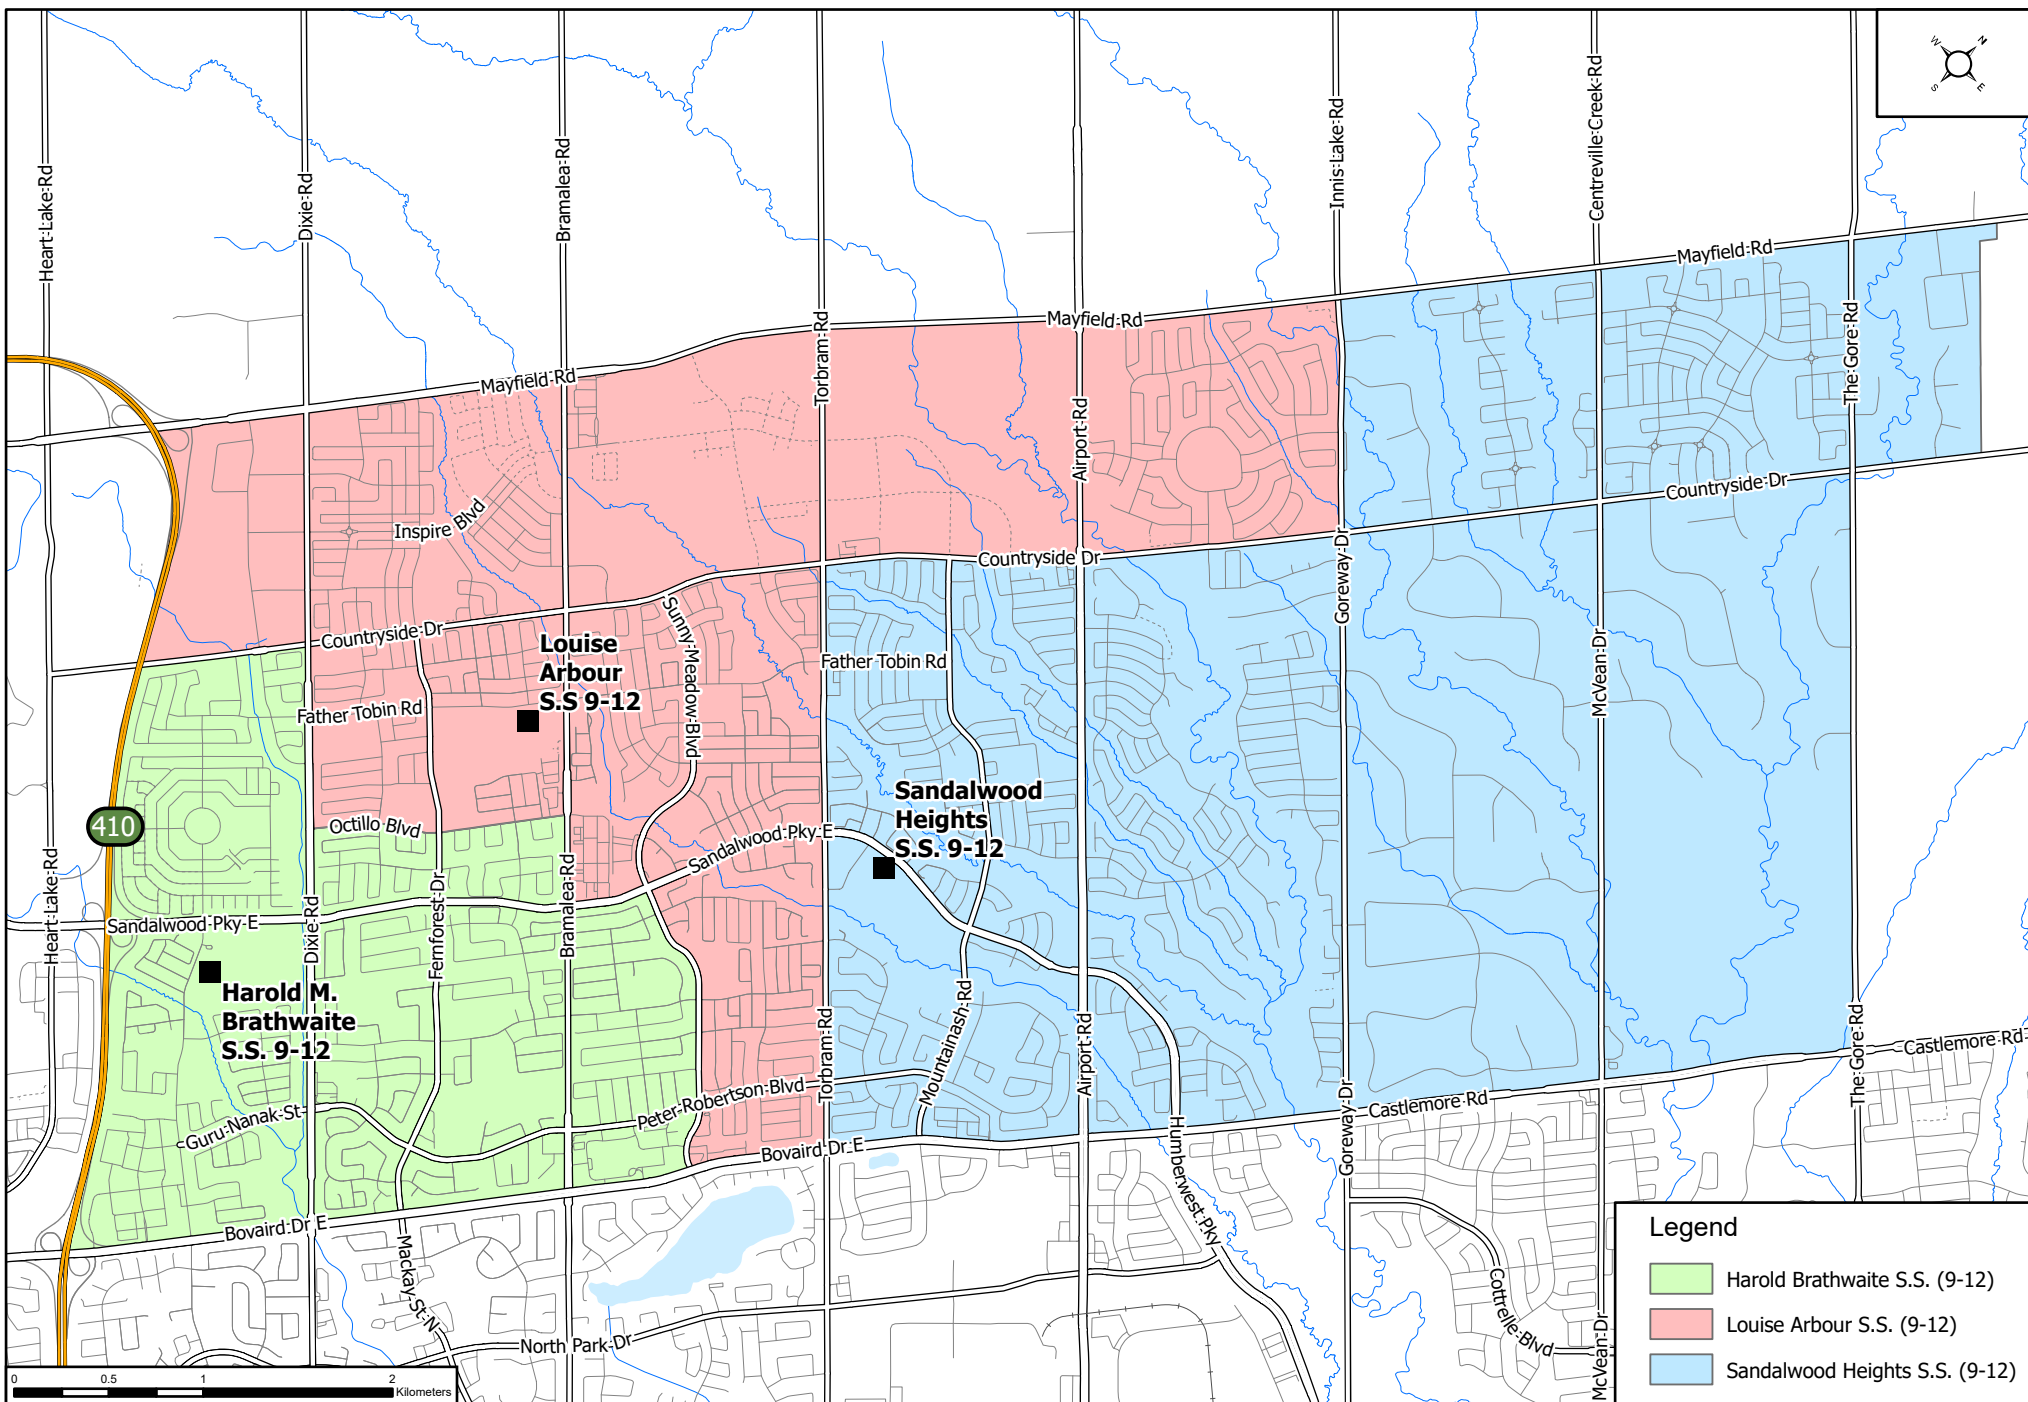 W
N
S
E
Heart Lake Rd
Dixie Rd
Bramalea Rd
Torbram Rd
Airport Rd
Innis Lake Rd
Centreville Creek Rd
The Gore Rd
Mayfield Rd
Mayfield Rd
Mayfield Rd
Inspire Blvd
Countryside Dr
Countryside Dr
Countryside Dr
Goreway Dr
McVean Dr
Sunny Meadow Blvd
Father Tobin Rd
Father Tobin Rd
Louise
Arbour
S.S 9-12
Sandalwood
Heights
S.S. 9-12
410
Octillo Blvd
Sandalwood Pky E
Sandalwood Pky E
Heart Lake Rd
Dixie Rd
Fernforest Dr
Bramalea Rd
Harold M.
Brathwaite
S.S. 9-12
Torbram Rd
Mountainash Rd
Airport Rd
Goreway Dr
The Gore Rd
Castlemore Rd
Castlemore Rd
Peter Robertson Blvd
Guru Nanak St
Humberwest Pky
Bovaird Dr E
Bovaird Dr E
Mackay St N
North Park Dr
Cottrelle Blvd
McVean Dr
Legend
Harold Brathwaite S.S. (9-12)
Louise Arbour S.S. (9-12)
Sandalwood Heights S.S. (9-12)
0 0.5 1 2
Kilometers